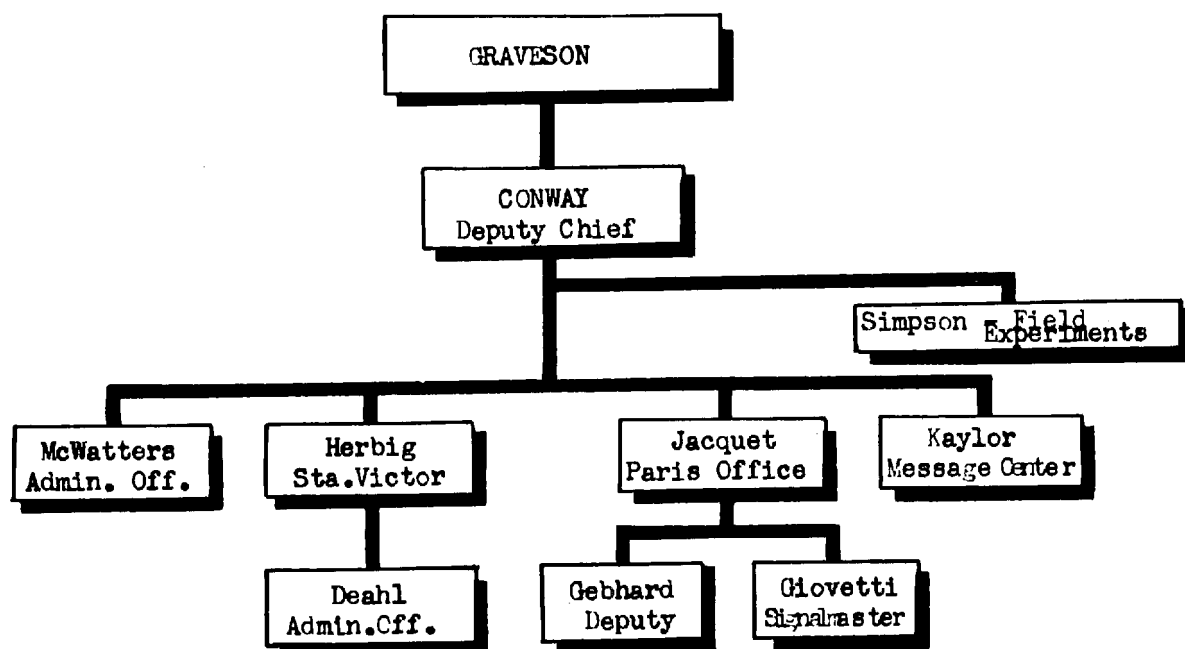 GRAVESON
CONWAY
Deputy Chief
Simpson - Field
Experiments
McWatters
Admin. Off.
Herbig
Sta.Victor
Jacquet
Paris Office
Kaylor
Message Center
Deahl
Admin.Off.
Gebhard
Deputy
Giovetti
Signalmaster